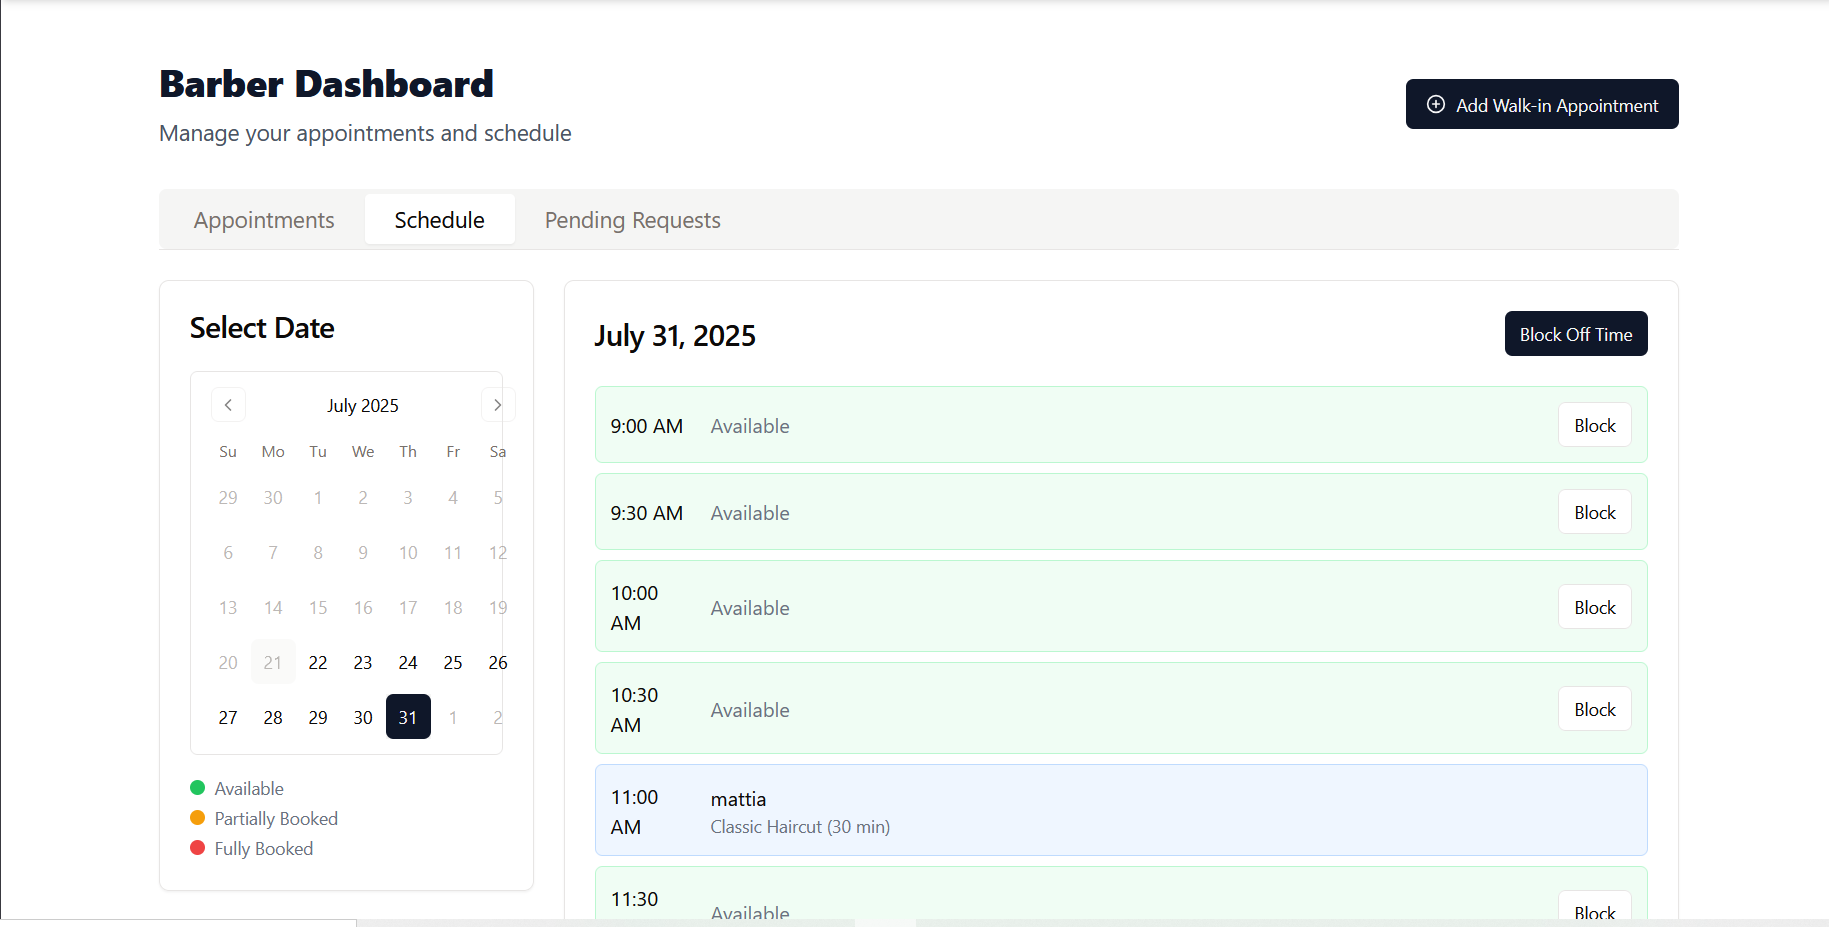 Barber Dashboard
Manage your appointments and schedule
Add Walk-in Appointment
Appointments Schedule Pending Requests
Select Date
July 2025
Su Mo Tu We Th Fr Sa
29 30 1 2 3 4 5
6 7 8 9 10 11 12
13 14 15 16 17 18 19
20 21 22 23 24 25 26
27 28 29 30 31 1 2
Available
Partially Booked
Fully Booked
July 31, 2025
Block Off Time
9:00 AM Available Block
9:30 AM Available Block
10:00
AM
Available
Block
10:30
AM
Available
Block
11:00
AM
mattia
Classic Haircut (30 min)
11:30
Available
Block